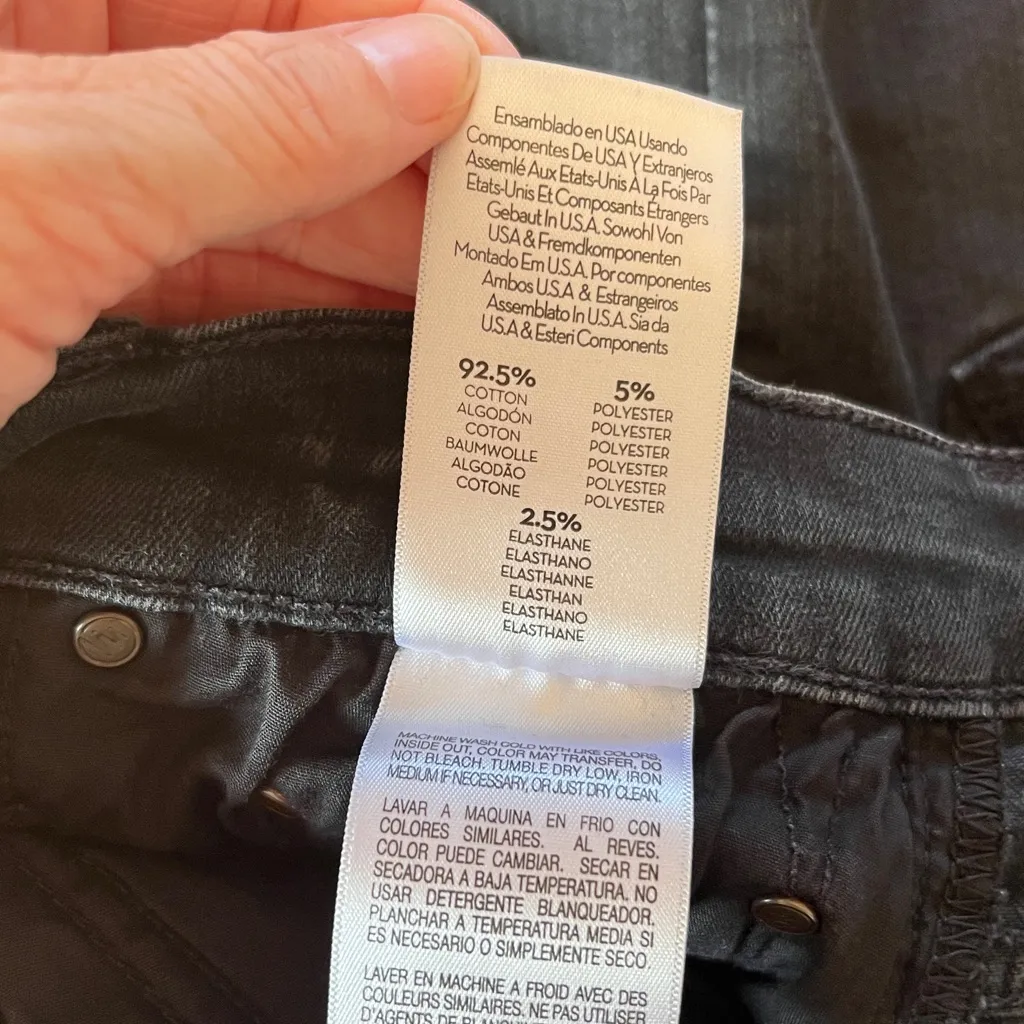 Ensamblado en USA Usando
Componentes De USA Y Extranjeros
Assemlé Aux Etats-Unis À La Fois Par
Etats-Unis Et Composants Étrangers
Gebaut In U.S.A. Sowohl Von
USA & Fremdkomponenten
Montado Em U.S.A. Por componentes
Ambos U.S.A & Estrangeiros
Assemblato In U.S.A. Sia da
U.S.A & Esteri Components
92.5%
COTTON
ALGODÓN
COTON
BAUMWOLLE
ALGODÃO
COTONE
5%
POLYESTER
POLYESTER
POLYESTER
POLYESTER
POLYESTER
POLYESTER
2.5%
ELASTHANE
ELASTHANO
ELASTHANNE
ELASTHAN
ELASTHANO
ELASTHANE
MACHINE WASH COLD WITH LIKE COLORS,
INSIDE OUT, COLOR MAY TRANSFER, DO
NOT BLEACH. TUMBLE DRY LOW, IRON
MEDIUM IF NECESSARY, OR JUST DRY CLEAN.
LAVAR A MAQUINA EN FRIO CON
COLORES SIMILARES. AL REVES.
COLOR PUEDE CAMBIAR. SECAR EN
SECADORA A BAJA TEMPERATURA. NO
USAR DETERGENTE BLANQUEADOR.
PLANCHAR A TEMPERATURA MEDIA SI
ES NECESARIO O SIMPLEMENTE SECO.
LAVER EN MACHINE A FROID AVEC DES
COULEURS SIMILAIRES. NE PAS UTILISER
D'AGENTS DE